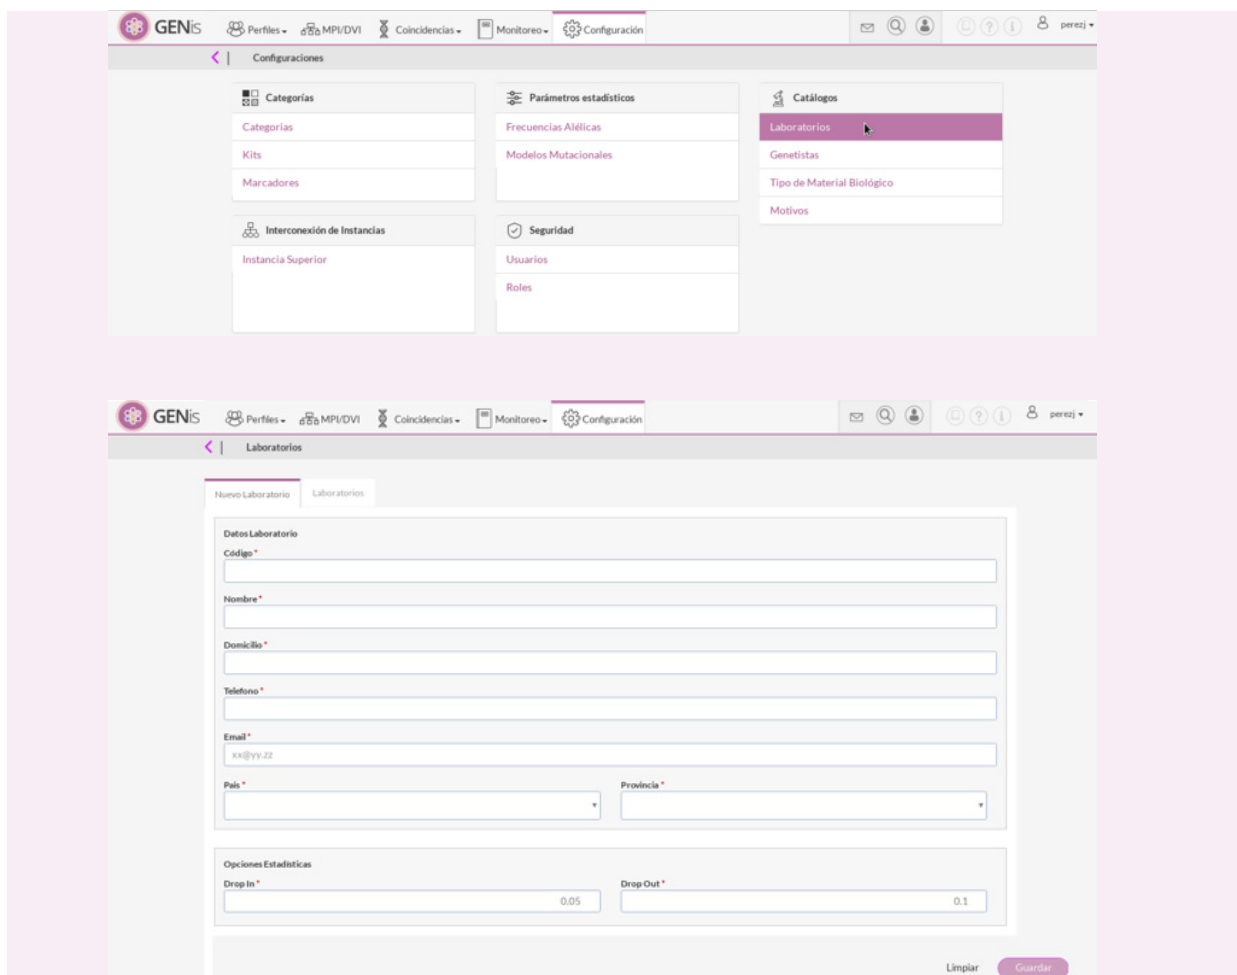 GENis Perfiles MPI/DVI Coincidencias Monitoreo Configuración perezj
Configuraciones
Categorías Parámetros estadísticos Catálogos
Categorias Frecuencias Alélicas Laboratorios
Kits Modelos Mutacionales Genetistas
Marcadores Tipo de Material Biológico
Motivos
Interconexión de Instancias Seguridad
Instancia Superior Usuarios
Roles
GENis Perfiles MPI/DVI Coincidencias Monitoreo Configuración perezj
Laboratorios
Nuevo Laboratorio Laboratorios
Datos Laboratorio
Código *
Nombre *
Domicilio *
Telefono *
Email *
xx@yy.zz
Pais * Provincia *
Opciones Estadísticas
Drop In * Drop Out *
0.05 0.1
Limpiar Guardar